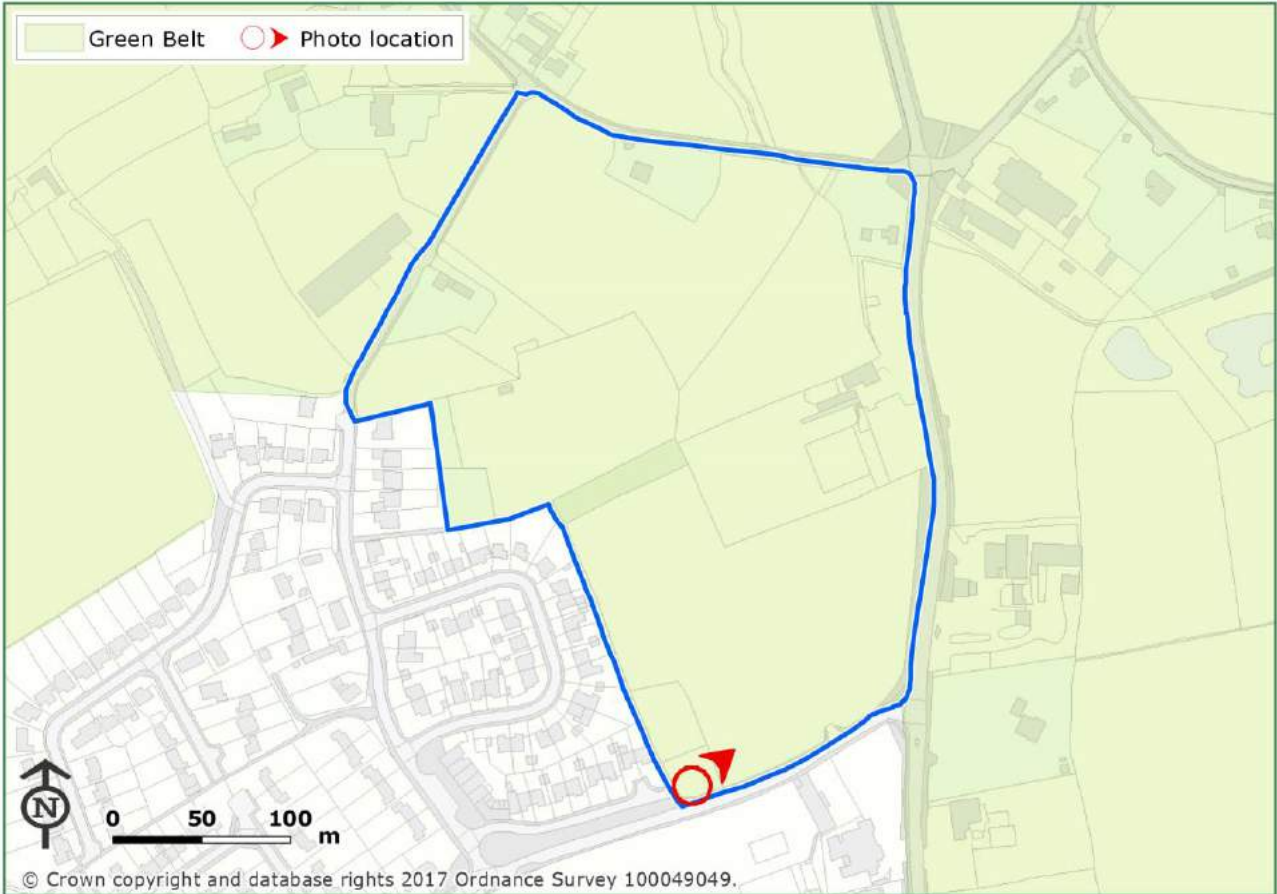 Green Belt Photo location
N
0 50 100 m
© Crown copyright and database rights 2017 Ordnance Survey 100049049.